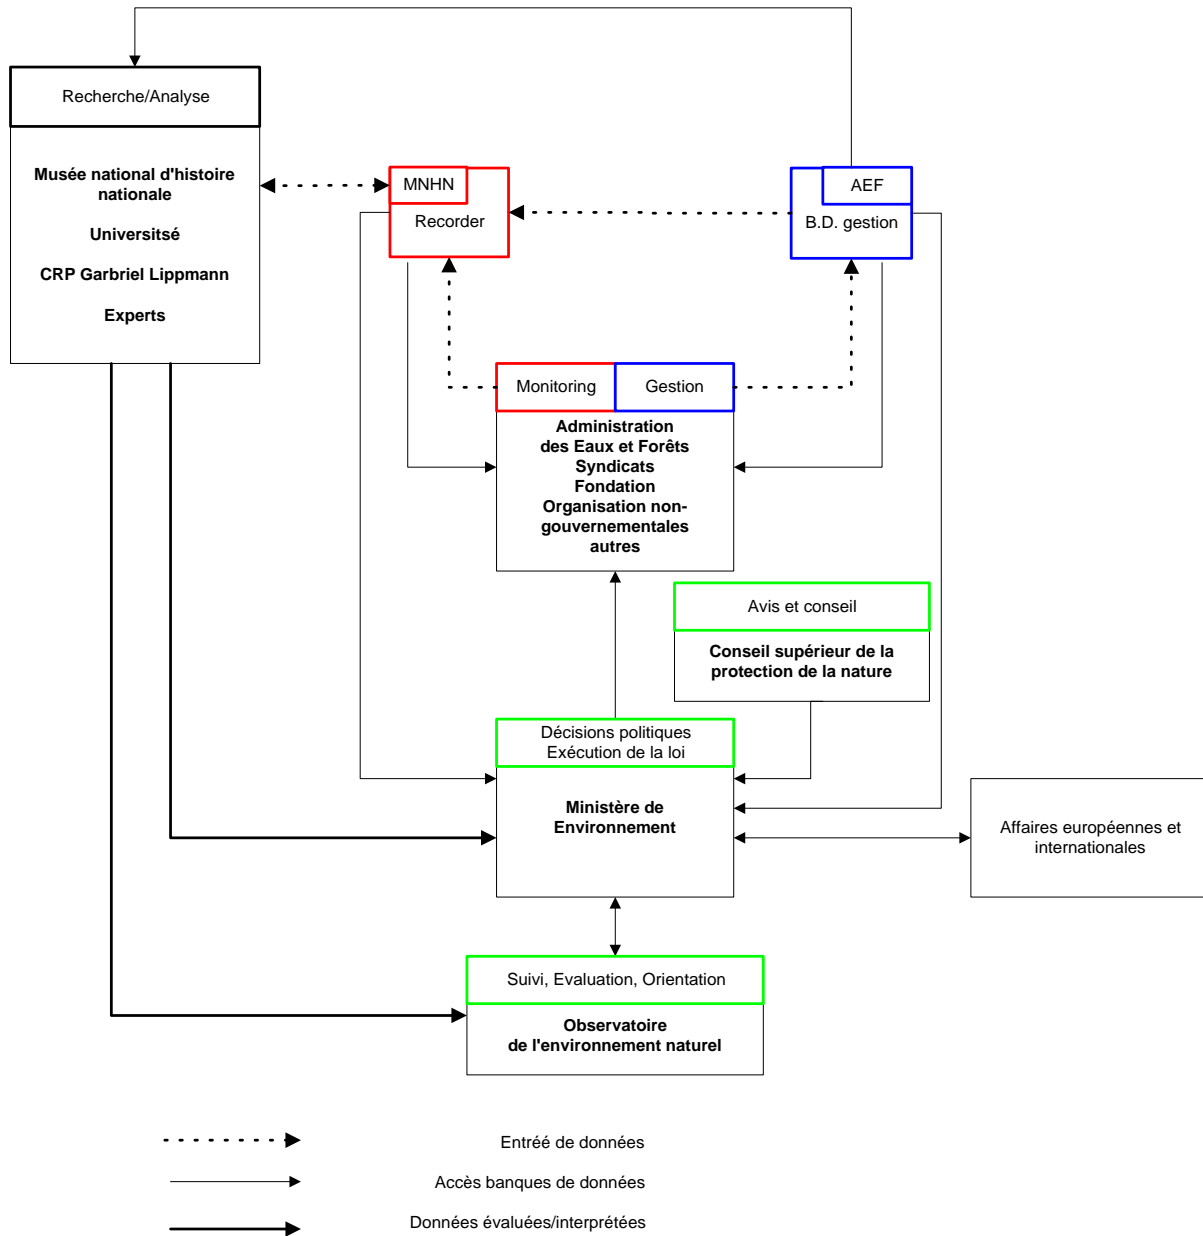 Recherche/Analyse
Musée national d'histoire
nationale
Universitsé
CRP Garbriel Lippmann
Experts
MNHN
Recorder
AEF
B.D. gestion
Monitoring
Gestion
Administration
des Eaux et Forêts
Syndicats
Fondation
Organisation non-
gouvernementales
autres
Avis et conseil
Conseil supérieur de la
protection de la nature
Décisions politiques
Exécution de la loi
Ministère de
Environnement
Affaires européennes et
internationales
Suivi, Evaluation, Orientation
Observatoire
de l'environnement naturel
Entréé de données
Accès banques de données
Données évaluées/interprétées